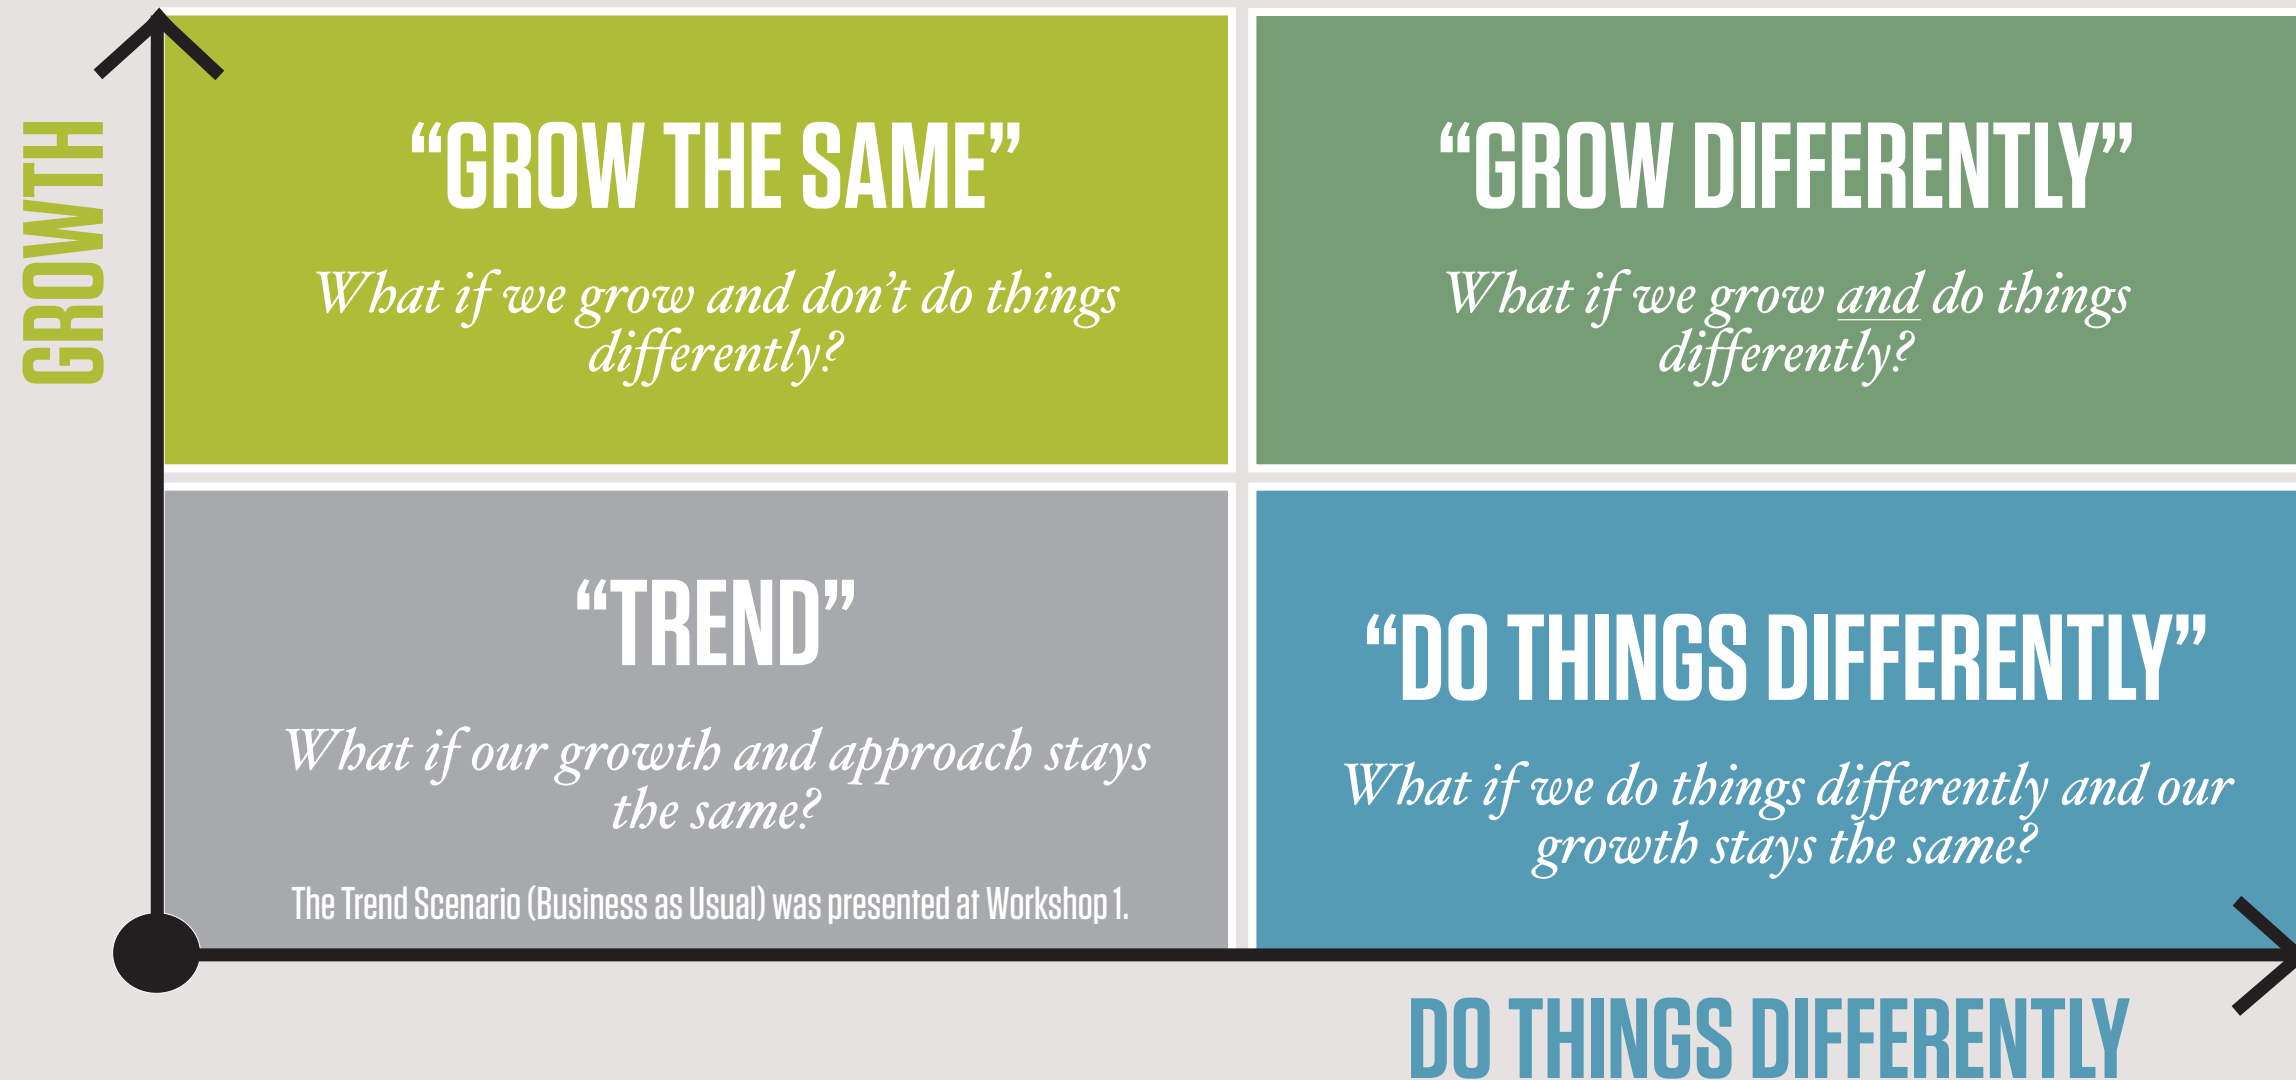 GROWTH
“GROW THE SAME”
What if we grow and don’t do things
differently?
“GROW DIFFERENTLY”
What if we grow and do things
differently?
“TREND”
What if our growth and approach stays
the same?
The Trend Scenario (Business as Usual) was presented at Workshop 1.
“DO THINGS DIFFERENTLY”
What if we do things differently and our
growth stays the same?
DO THINGS DIFFERENTLY